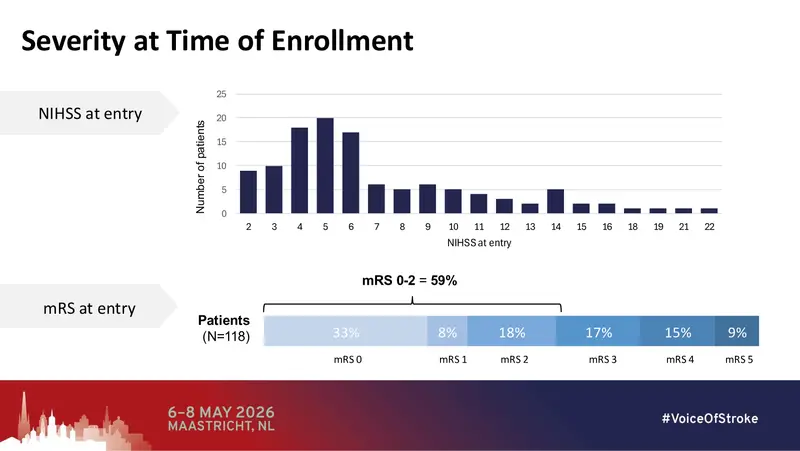 Severity at Time of Enrollment
NIHSS at entry
Number of patients
25
20
15
10
5
0
2 3 4 5 6 7 8 9 10 11 12 13 14 15 16 18 19 21 22
NIHSS at entry
mRS 0-2 = 59%
mRS at entry
Patients
(N=118)
33% 8% 18% 17% 15% 9%
mRS 0 mRS 1 mRS 2 mRS 3 mRS 4 mRS 5
6–8 MAY 2026
MAASTRICHT, NL
#VoiceOfStroke